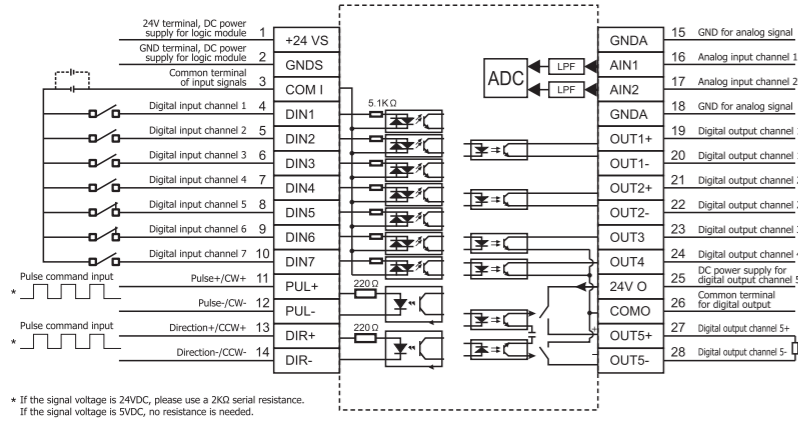 24V terminal, DC power
supply for logic module 1
+24 VS
GND terminal, DC power
supply for logic module 2
GNDS
Common terminal
of input signals 3
COM I
Digital input channel 1 4
DIN1
Digital input channel 2 5
DIN2
Digital input channel 3 6
DIN3
Digital input channel 4 7
DIN4
Digital input channel 5 8
DIN5
Digital input channel 6 9
DIN6
Digital input channel 7 10
DIN7
Pulse command input
*
Pulse+/CW+ 11
PUL+
Pulse-/CW- 12
PUL-
Pulse command input
*
Direction+/CCW+ 13
DIR+
Direction-/CCW- 14
DIR-
5.1KΩ
220Ω
220Ω
ADC
LPF
LPF
+
−
GNDA
15 GND for analog signal
AIN1
16 Analog input channel 1
AIN2
17 Analog input channel 2
GNDA
18 GND for analog signal
OUT1+
19 Digital output channel
OUT1-
20 Digital output channel
OUT2+
21 Digital output channel
OUT2-
22 Digital output channel
OUT3
23 Digital output channel
OUT4
24 Digital output channel
24V O
25 DC power supply for
digital output channel 5
COMO
26 Common terminal
for digital output
OUT5+
27 Digital output channel 5+
OUT5-
28 Digital output channel 5-
* If the signal voltage is 24VDC, please use a 2KΩ serial resistance.
If the signal voltage is 5VDC, no resistance is needed.